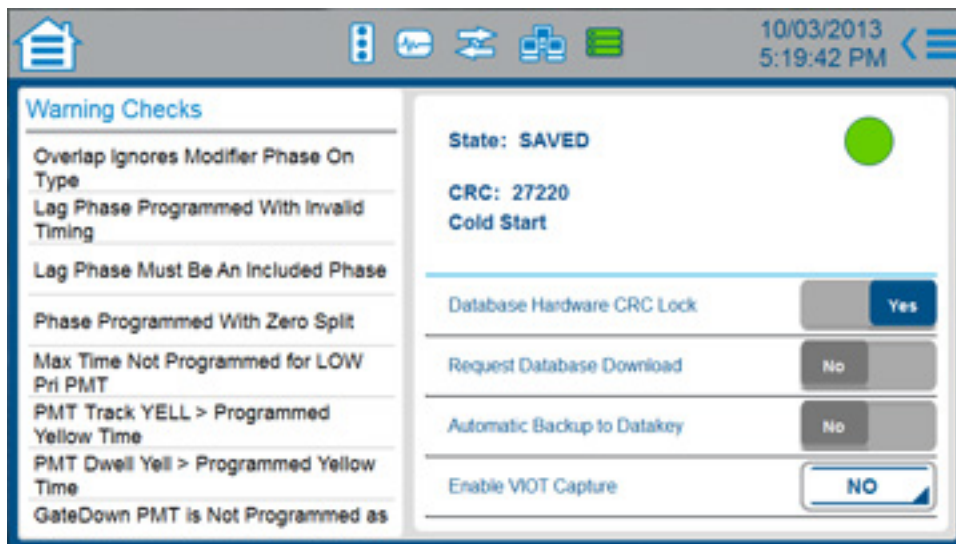 10/03/2013
5:19:42 PM
Warning Checks
Overlap Ignores Modifier Phase On
Type
Lag Phase Programmed With Invalid
Timing
Lag Phase Must Be An Included Phase
Phase Programmed With Zero Split
Max Time Not Programmed for LOW
Pri PMT
PMT Track YELL > Programmed
Yellow Time
PMT Dwell Yell > Programmed Yellow
Time
GateDown PMT is Not Programmed as
State: SAVED
CRC: 27220
Cold Start
Database Hardware CRC Lock Yes
Request Database Download No
Automatic Backup to Datakey No
Enable VIOT Capture NO